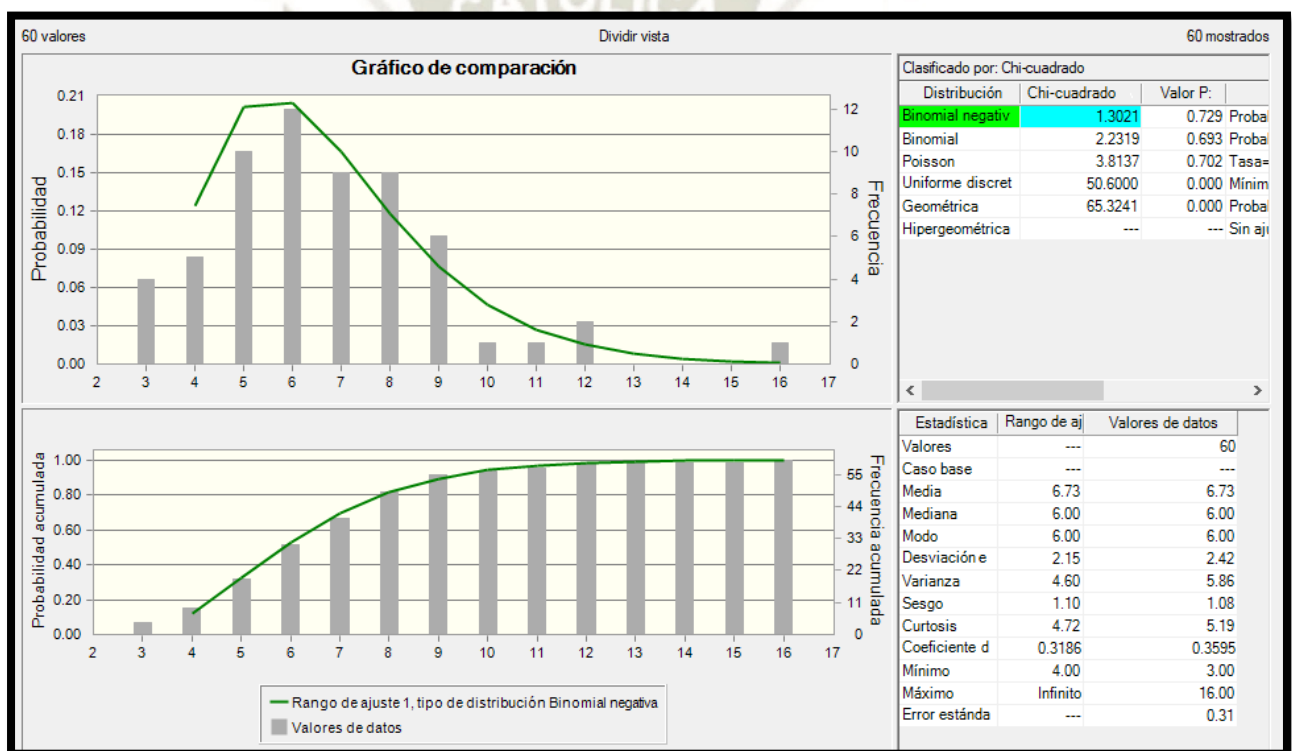 60 valores Dividir vista 60 mostrados
Gráfico de comparación
Probabilidad
0.21
0.18
0.15
0.12
0.09
0.06
0.03
0.00
2 3 4 5 6 7 8 9 10 11 12 13 14 15 16 17
12
10
8
6
4
2
0
Frecuencia
Clasificado por: Chi-cuadrado
Distribución Chi-cuadrado Valor P:
Binomial negativ 1.3021 0.729 Probal
Binomial 2.2319 0.693 Probal
Poisson 3.8137 0.702 Tasa=
Uniforme discret 50.6000 0.000 Mínim
Geométrica 65.3241 0.000 Probal
Hipergeométrica --- --- Sin aju
Probabilidad acumulada
1.00
0.80
0.60
0.40
0.20
0.00
2 3 4 5 6 7 8 9 10 11 12 13 14 15 16 17
55
44
33
22
11
0
Frecuencia acumulada
Rango de ajuste 1, tipo de distribución Binomial negativa
Valores de datos
Estadística Rango de aj Valores de datos
Valores --- 60
Caso base --- ---
Media 6.73 6.73
Mediana 6.00 6.00
Modo 6.00 6.00
Desviación e 2.15 2.42
Varianza 4.60 5.86
Sesgo 1.10 1.08
Curtosis 4.72 5.19
Coeficiente d 0.3186 0.3595
Mínimo 4.00 3.00
Máximo Infinito 16.00
Error estánda --- 0.31